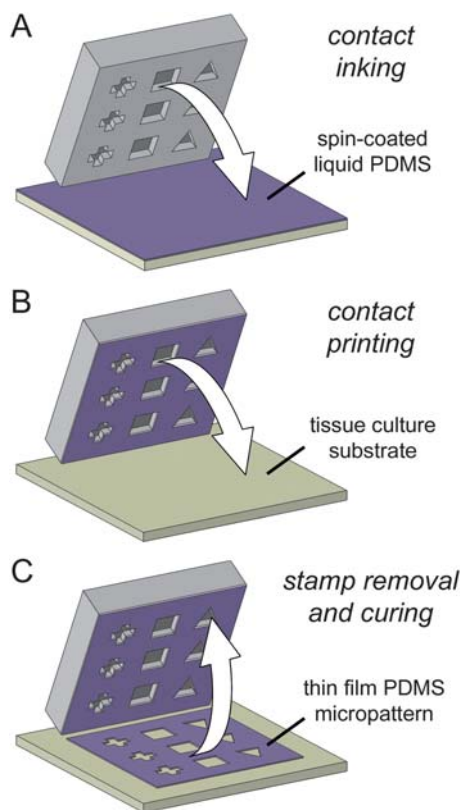 A
contact
inking
spin-coated
liquid PDMS
B
contact
printing
tissue culture
substrate
C
stamp removal
and curing
thin film PDMS
micropattern